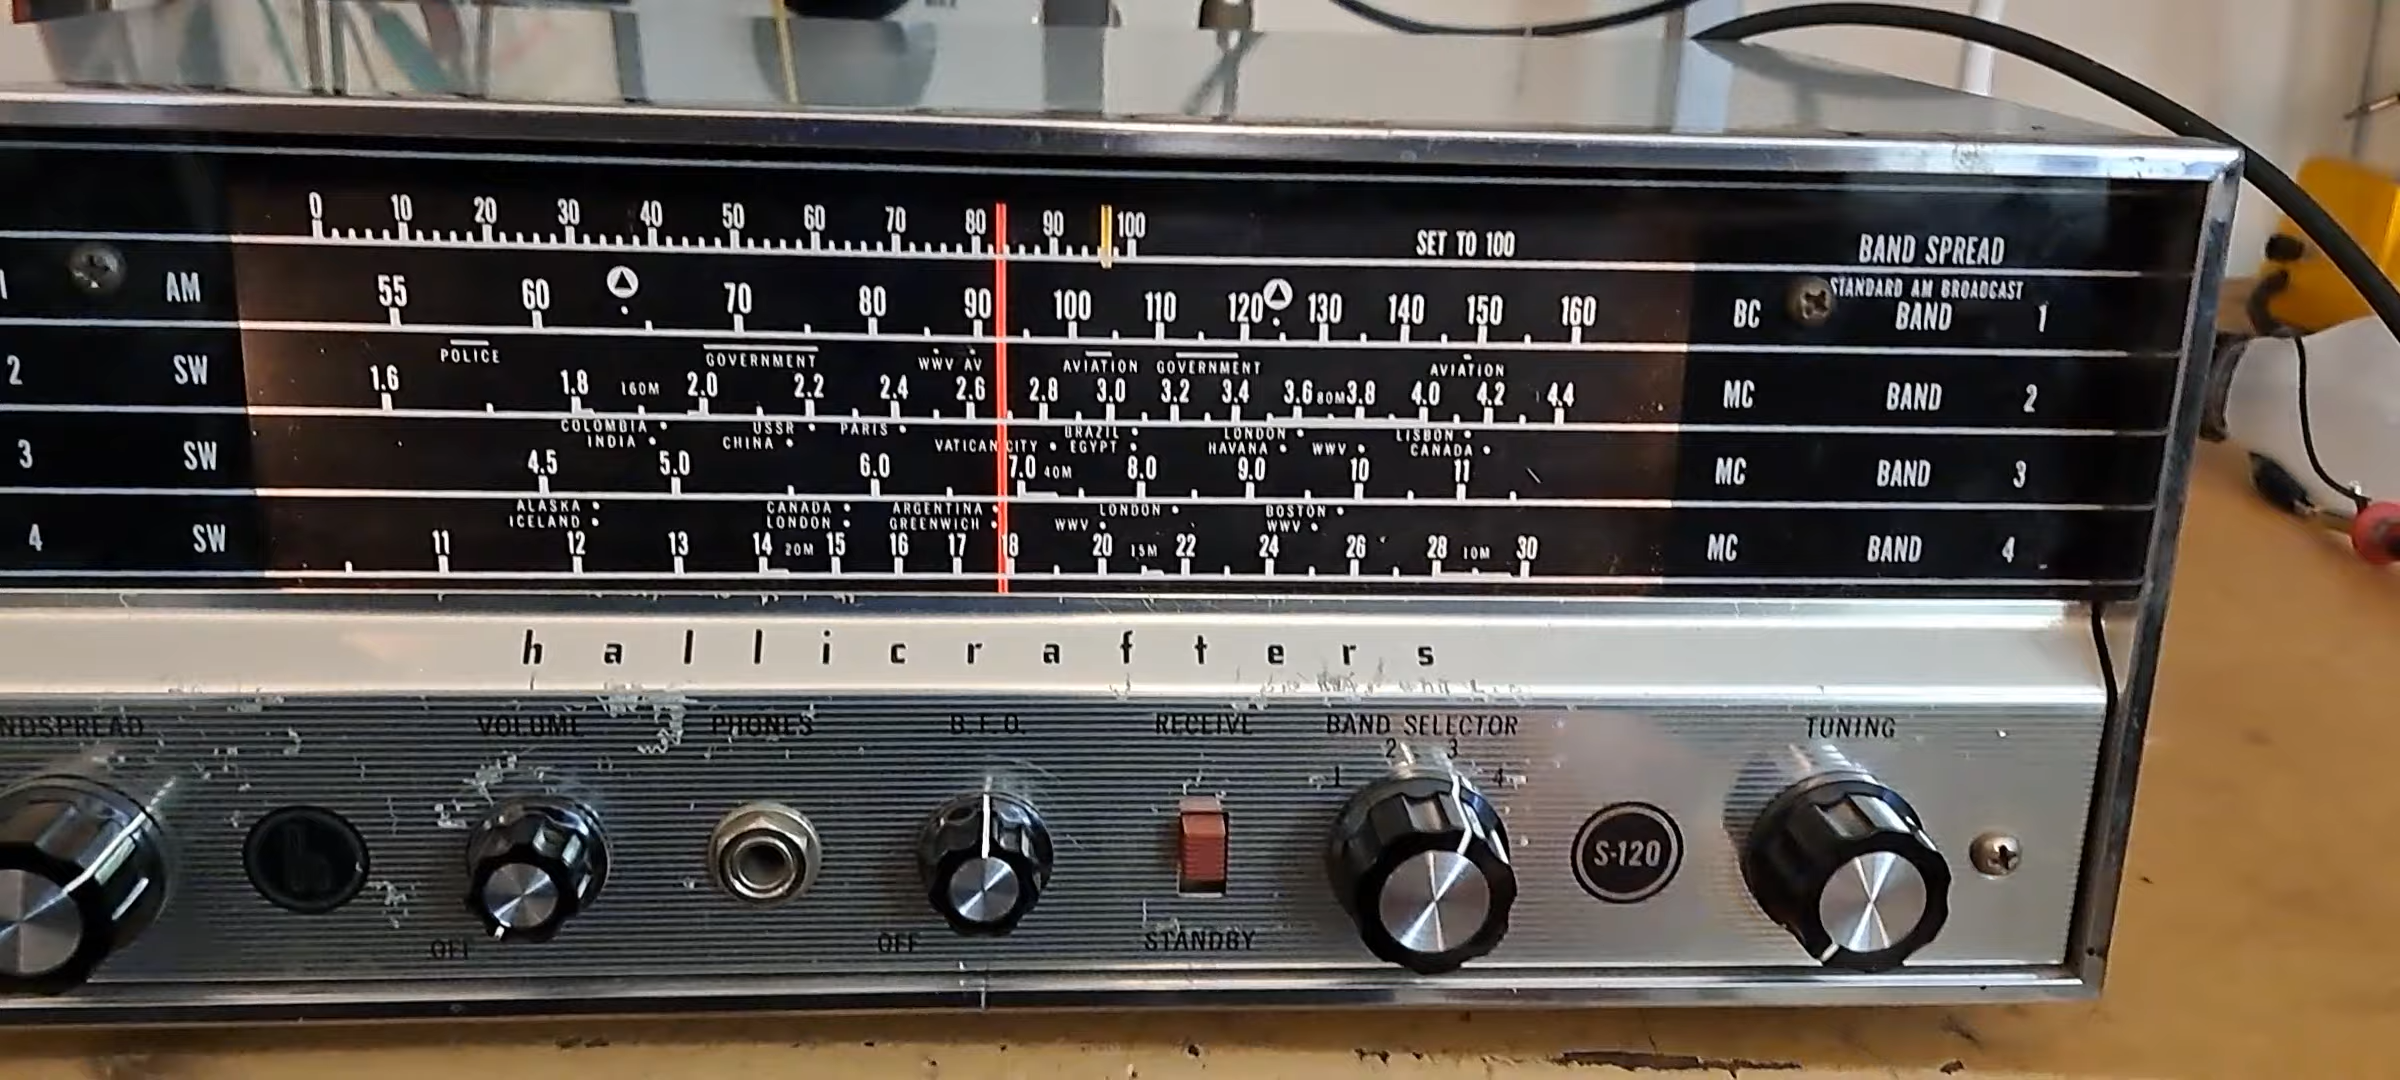 0 10 20 30 40 50 60 70 80 90 100 SET TO 100 BAND SPREAD
STANDARD AM BROADCAST
AM 55 60 70 80 90 100 110 120 130 140 150 160 BC BAND 1
POLICE GOVERNMENT WWV AV AVIATION GOVERNMENT AVIATION
2 SW 1.6 1.8 160M 2.0 2.2 2.4 2.6 2.8 3.0 3.2 3.4 3.6 80M 3.8 4.0 4.2 4.4 MC BAND 2
COLOMBIA USSR PARIS BRAZIL LONDON LISBON
INDIA CHINA VATICAN CITY EGYPT HAVANA WWV CANADA
3 SW 4.5 5.0 6.0 7.0 40M 8.0 9.0 10 11 MC BAND 3
ALASKA CANADA ARGENTINA LONDON BOSTON
ICELAND LONDON GREENWICH WWV WWV
4 SW 11 12 13 14 20M 15 16 17 18 20 15M 22 24 26 28 10M 30 MC BAND 4
hallicrafters
NDSPREAD VOLUME PHONES B.F.O. RECEIVE BAND SELECTOR TUNING
2 3
1 4
S-120
OFF OFF STANDBY